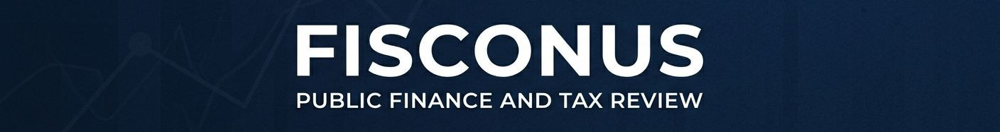 FISCONUS
PUBLIC FINANCE AND TAX REVIEW